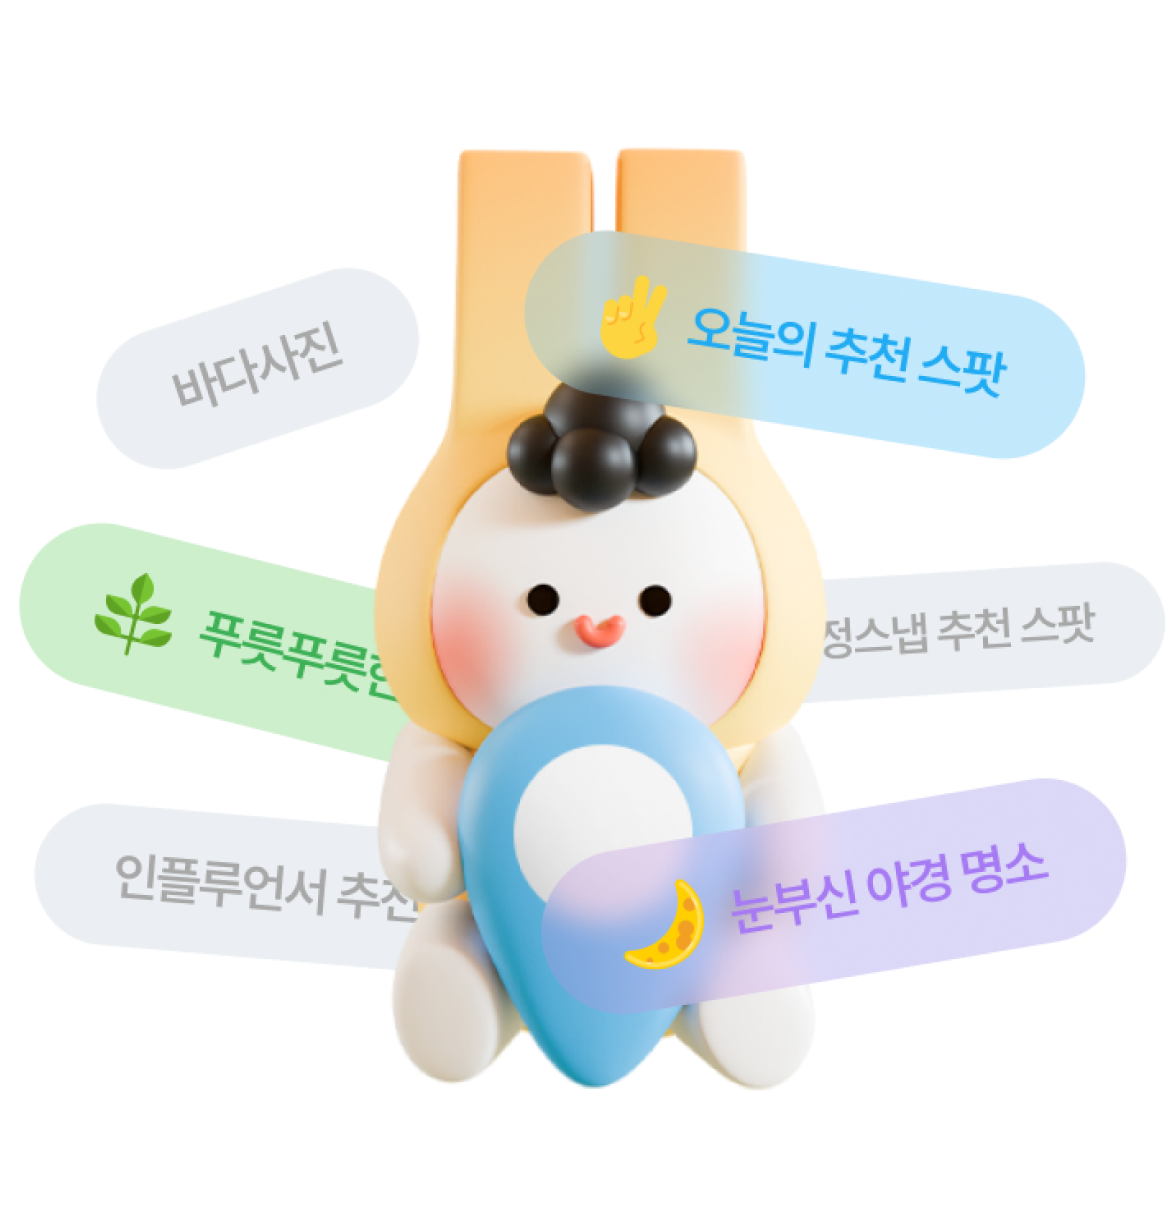 바다사진
오늘의 추천 스팟
푸릇푸릇한
정스냅 추천 스팟
인플루언서 추천
눈부신 야경 명소